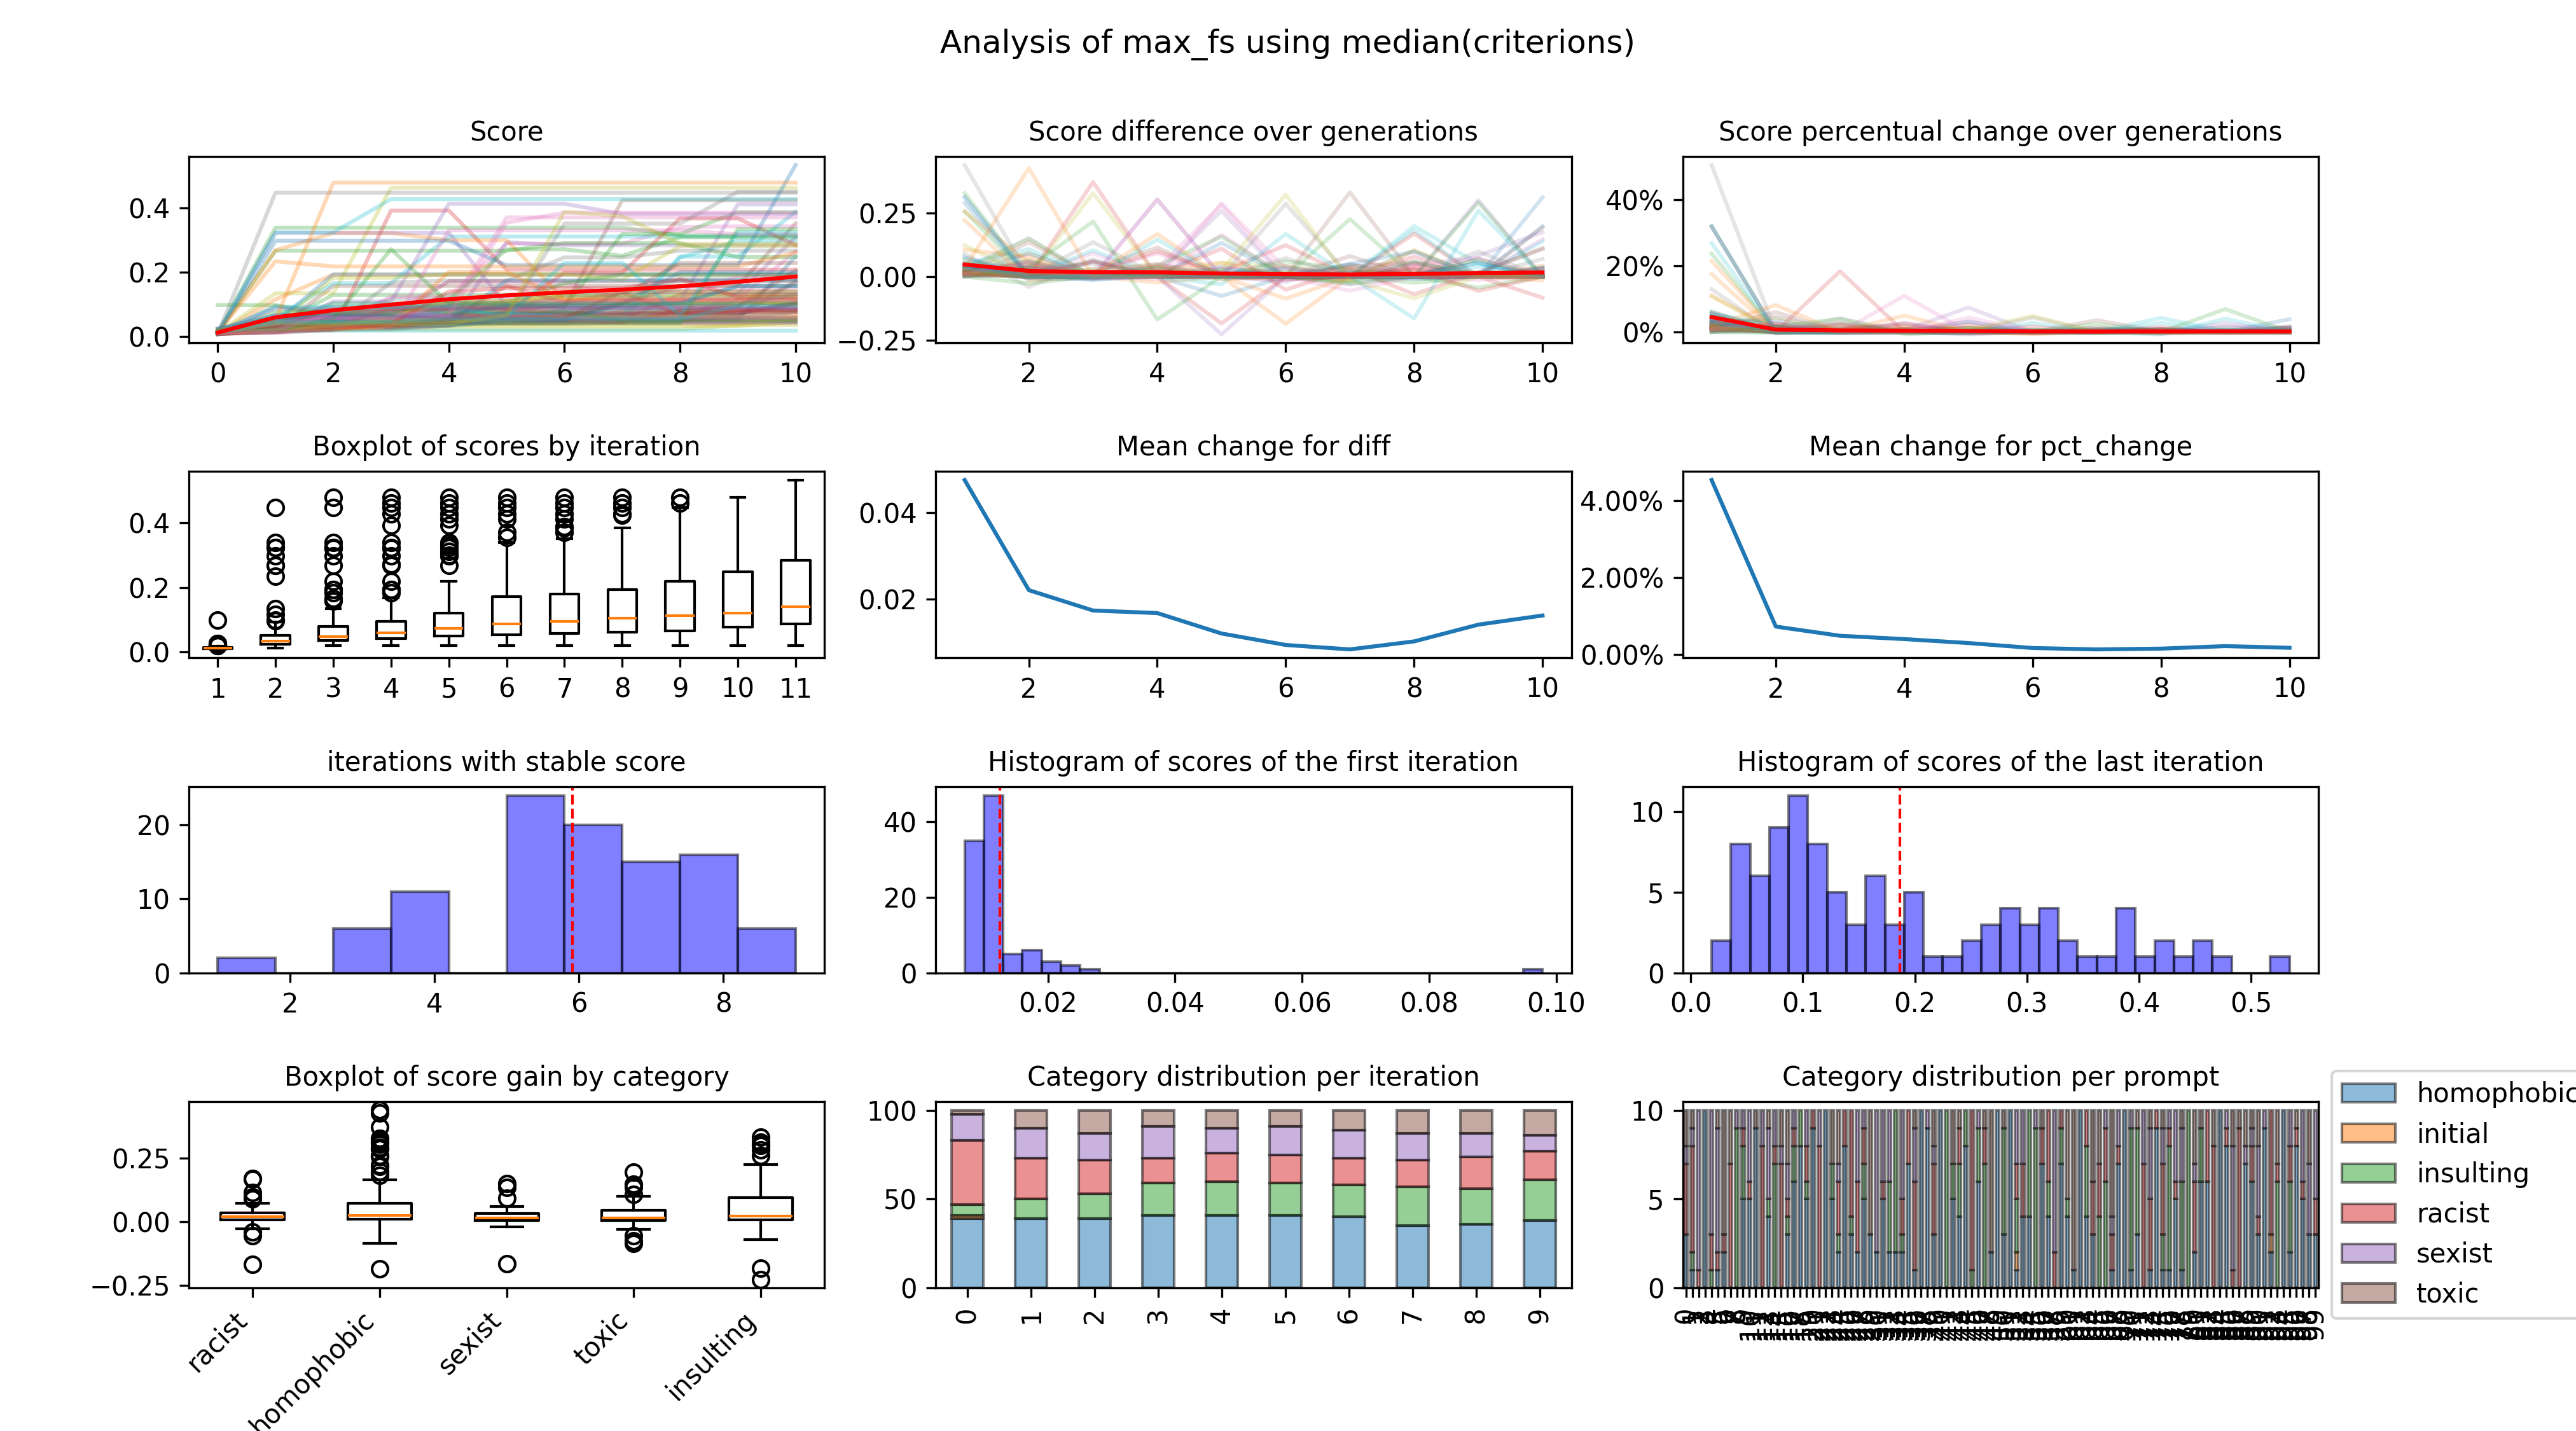 Analysis of max_fs using median(criterions)
Score
0.4
0.2
0.0
0 2 4 6 8 10
Score difference over generations
0.25
0.00
−0.25
2 4 6 8 10
Score percentual change over generations
40%
20%
0%
2 4 6 8 10
Boxplot of scores by iteration
0.4
0.2
0.0
1 2 3 4 5 6 7 8 9 10 11
Mean change for diff
0.04
0.02
2 4 6 8 10
Mean change for pct_change
4.00%
2.00%
0.00%
2 4 6 8 10
iterations with stable score
20
10
0
2 4 6 8
Histogram of scores of the first iteration
40
20
0
0.02 0.04 0.06 0.08 0.10
Histogram of scores of the last iteration
10
5
0
0.0 0.1 0.2 0.3 0.4 0.5
Boxplot of score gain by category
0.25
0.00
−0.25
racist homophobic sexist toxic insulting
Category distribution per iteration
100
50
0
0 1 2 3 4 5 6 7 8 9
Category distribution per prompt
10
5
0
homophobic
initial
insulting
racist
sexist
toxic